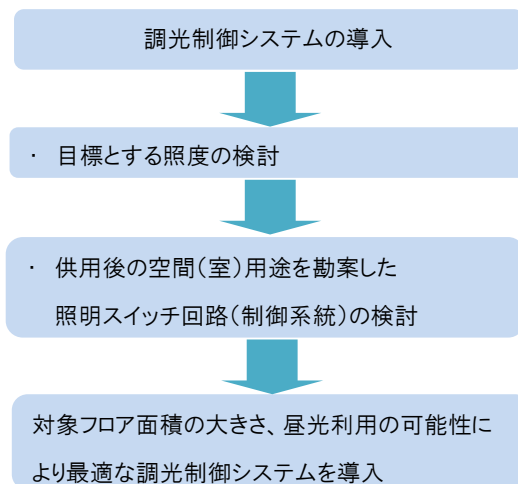 調光制御システムの導入
· 目標とする照度の検討
· 供用後の空間(室)用途を勘案した
照明スイッチ回路(制御系統)の検討
対象フロア面積の大きさ、昼光利用の可能性に
より最適な調光制御システムを導入